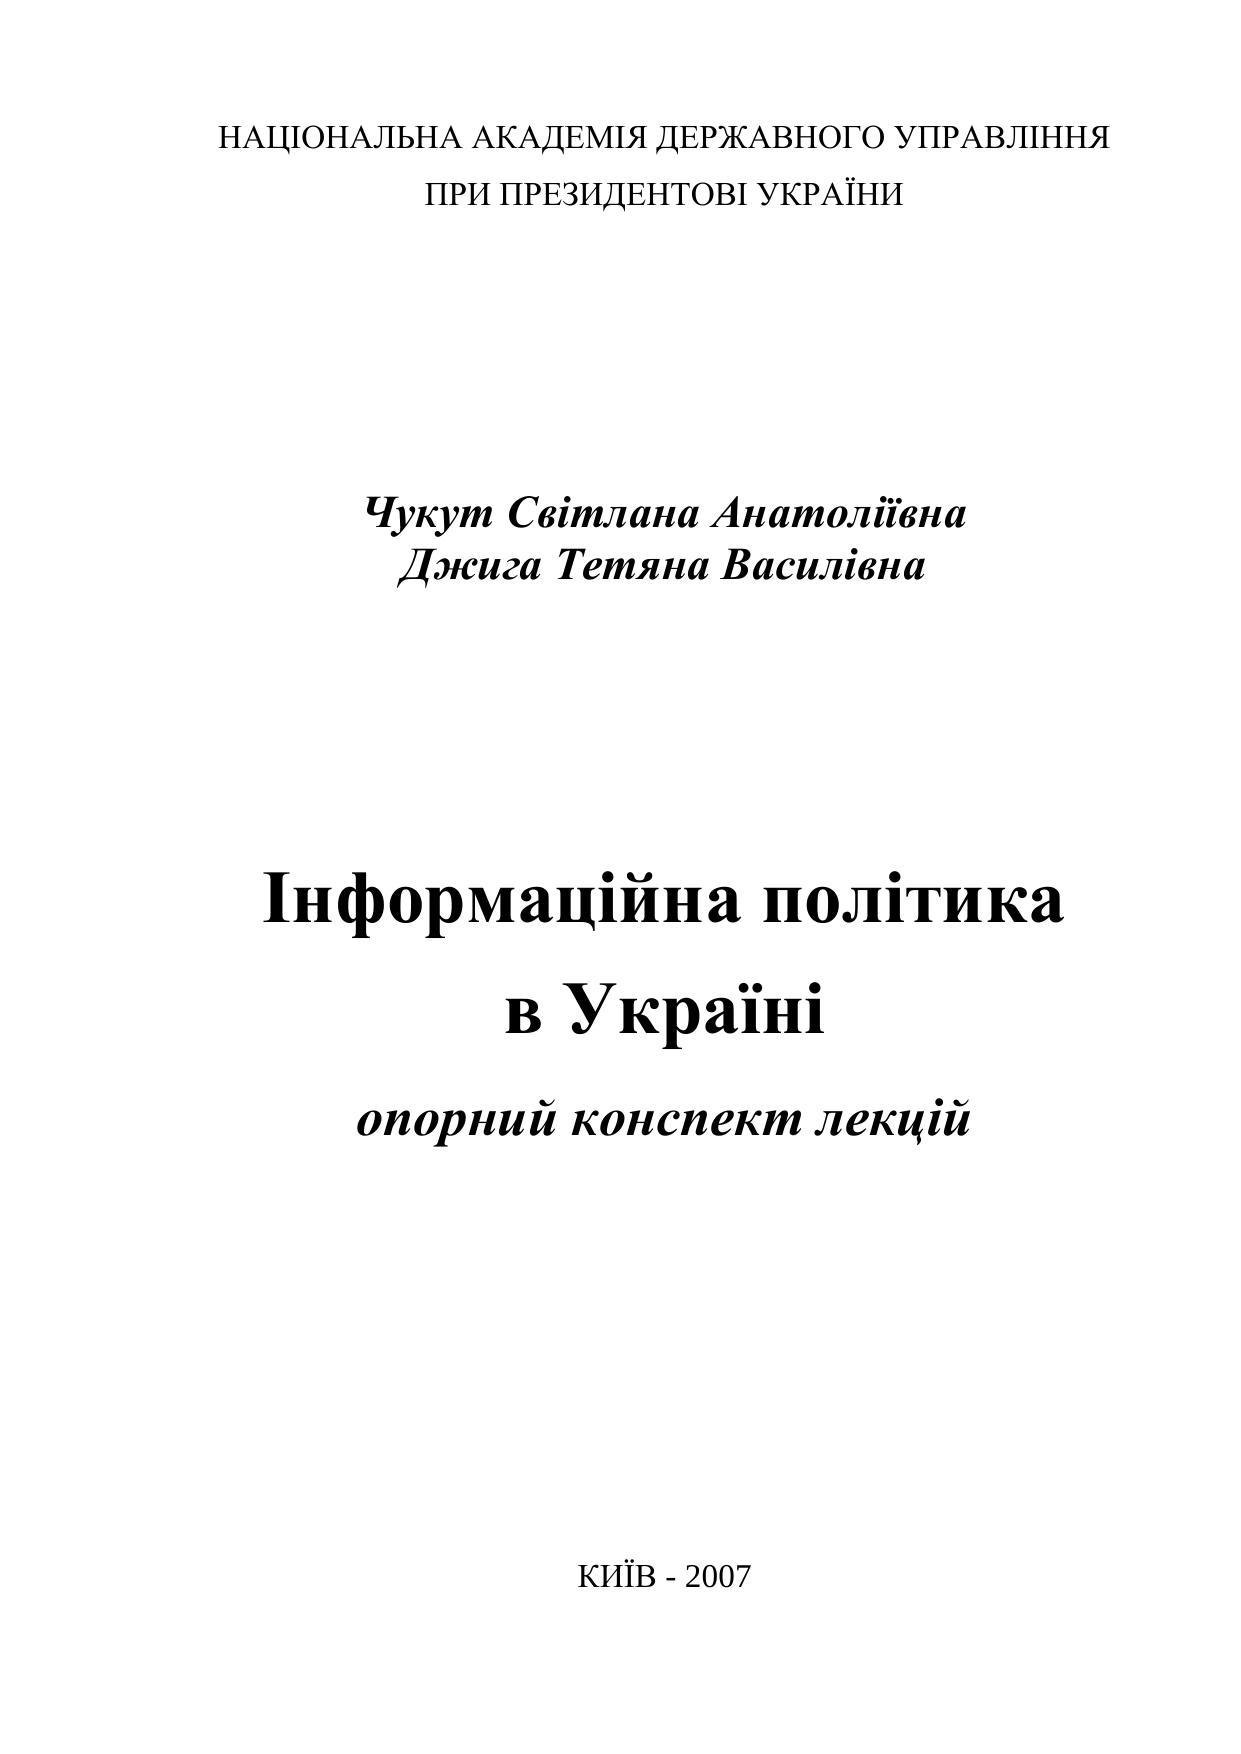 НАЦІОНАЛЬНА АКАДЕМІЯ ДЕРЖАВНОГО УПРАВЛІННЯ
ПРИ ПРЕЗИДЕНТОВІ УКРАЇНИ
Чукут Світлана Анатоліївна
Джига Тетяна Василівна
Інформаційна політика
в Україні
опорний конспект лекцій
КИЇВ - 2007